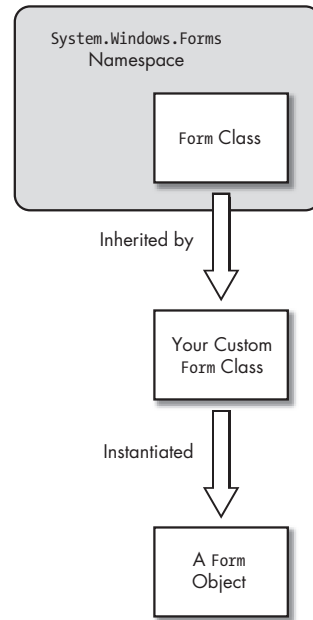 System.Windows.Forms
Namespace
Form Class
Inherited by
Your Custom
Form Class
Instantiated
A Form
Object